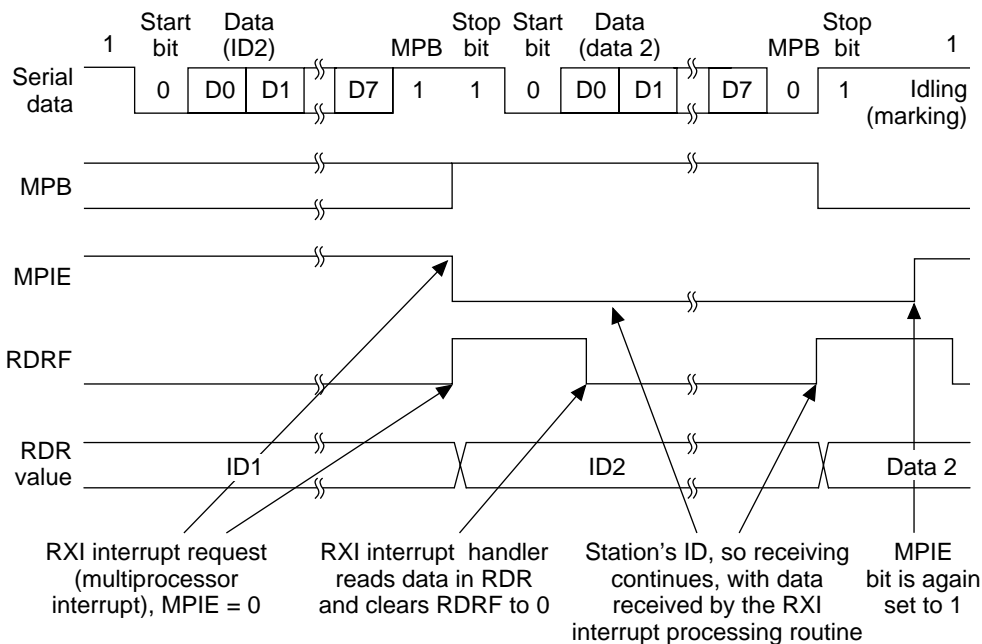 1 Start bit Data (ID2) MPB Stop bit Start bit Data (data 2) MPB Stop bit 1
Serial data 0 D0 D1 D7 1 1 0 D0 D1 D7 0 1 Idling (marking)
MPB
MPIE
RDRF
RDR value ID1 ID2 Data 2
RXI interrupt request (multiprocessor interrupt), MPIE = 0
RXI interrupt handler reads data in RDR and clears RDRF to 0
Station's ID, so receiving continues, with data received by the RXI interrupt processing routine
MPIE bit is again set to 1